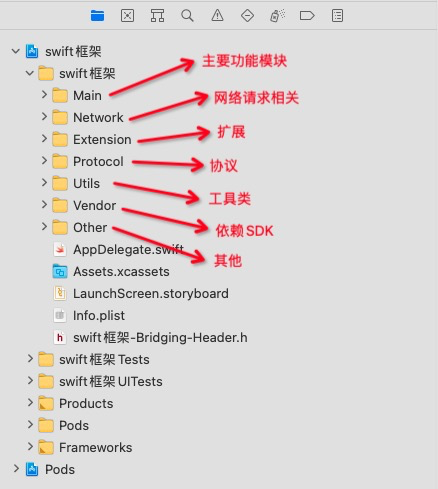 swift框架
swift框架
Main
主要功能模块
Network
网络请求相关
Extension
扩展
Protocol
协议
Utils
工具类
Vendor
依赖SDK
Other
其他
AppDelegate.swift
Assets.xcassets
LaunchScreen.storyboard
Info.plist
h swift框架-Bridging-Header.h
swift框架Tests
swift框架UITests
Products
Pods
Frameworks
Pods